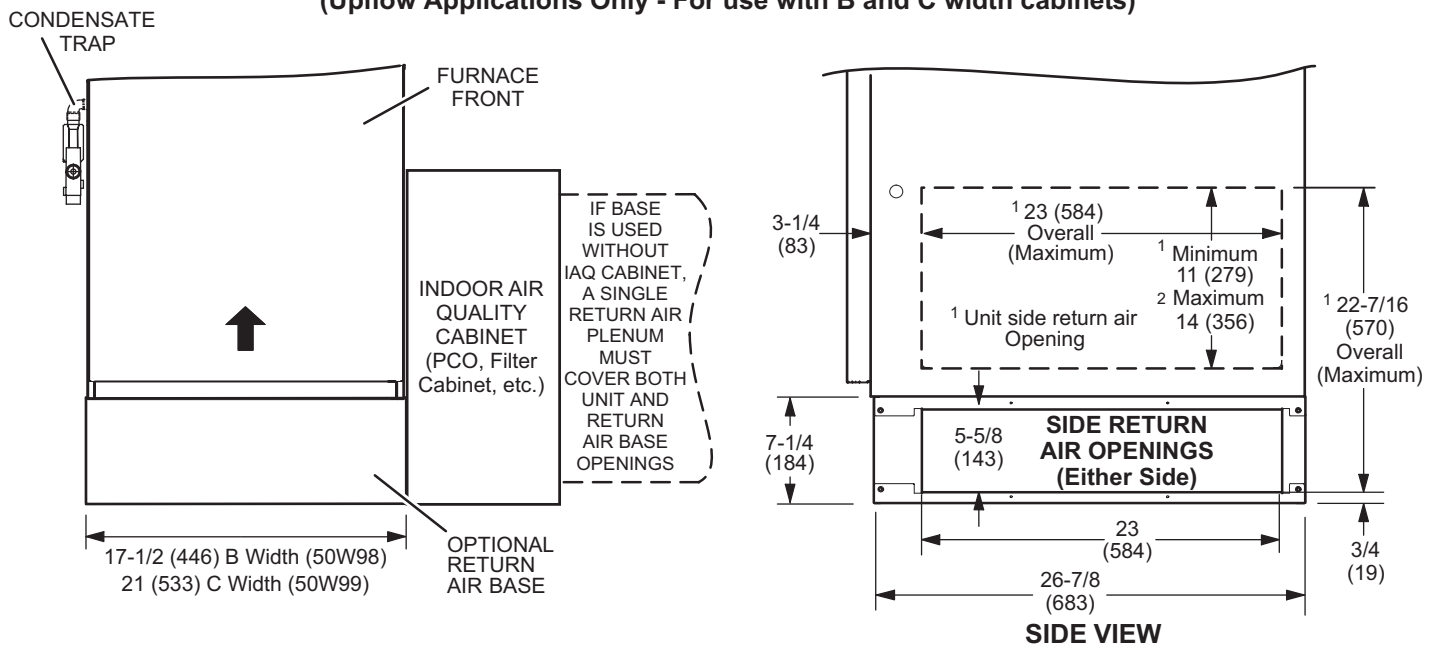 (Upflow Applications Only - For use with B and C width cabinets)
CONDENSATE
TRAP
FURNACE
FRONT
INDOOR AIR
QUALITY
CABINET
(PCO, Filter
Cabinet, etc.)
IF BASE
IS USED
WITHOUT
IAQ CABINET,
A SINGLE
RETURN AIR
PLENUM
MUST
COVER BOTH
UNIT AND
RETURN
AIR BASE
OPENINGS
17-1/2 (446) B Width (50W98)
21 (533) C Width (50W99)
OPTIONAL
RETURN
AIR BASE
3-1/4
(83)
1 23 (584)
Overall
(Maximum)
1 Minimum
11 (279)
2 Maximum
14 (356)
1 Unit side return air
Opening
1 22-7/16
(570)
Overall
(Maximum)
7-1/4
(184)
5-5/8
(143)
SIDE RETURN
AIR OPENINGS
(Either Side)
23
(584)
3/4
(19)
26-7/8
(683)
SIDE VIEW